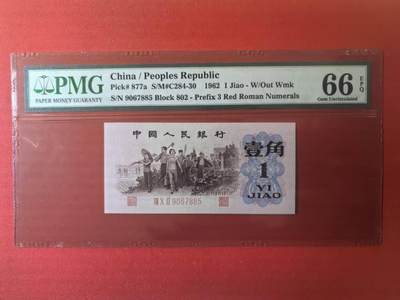 PMG
PAPER MONEY GUARANTY
China / Peoples Republic
Pick# 877a S/M#C284-30 1962 1 Jiao - W/Out Wmk
S/N 9067885 Block 802 - Prefix 3 Red Roman Numerals
66 EPQ
Gem Uncirculated
中国人民银行
壹角
1
YI JIAO
9067885